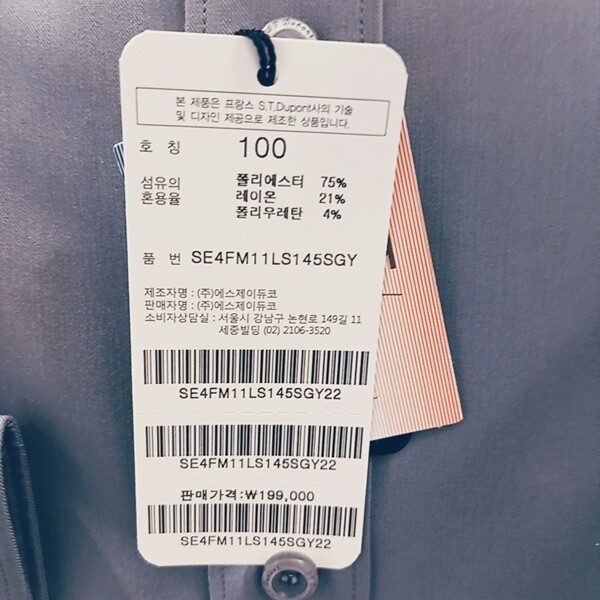 본 제품은 프랑스 S.T.Dupont사의 기술
및 디자인 제공으로 제조한 상품입니다.
호 칭 100
섬유의 폴리에스터 75%
혼용율 레이온 21%
폴리우레탄 4%
품 번 SE4FM11LS145SGY
제조자명 : (주)에스제이듀코
판매자명 : (주)에스제이듀코
소비자상담실 : 서울시 강남구 논현로 149길 11
세중빌딩 (02) 2106-3520
SE4FM11LS145SGY22
SE4FM11LS145SGY22
판매가격:₩199,000
SE4FM11LS145SGY22